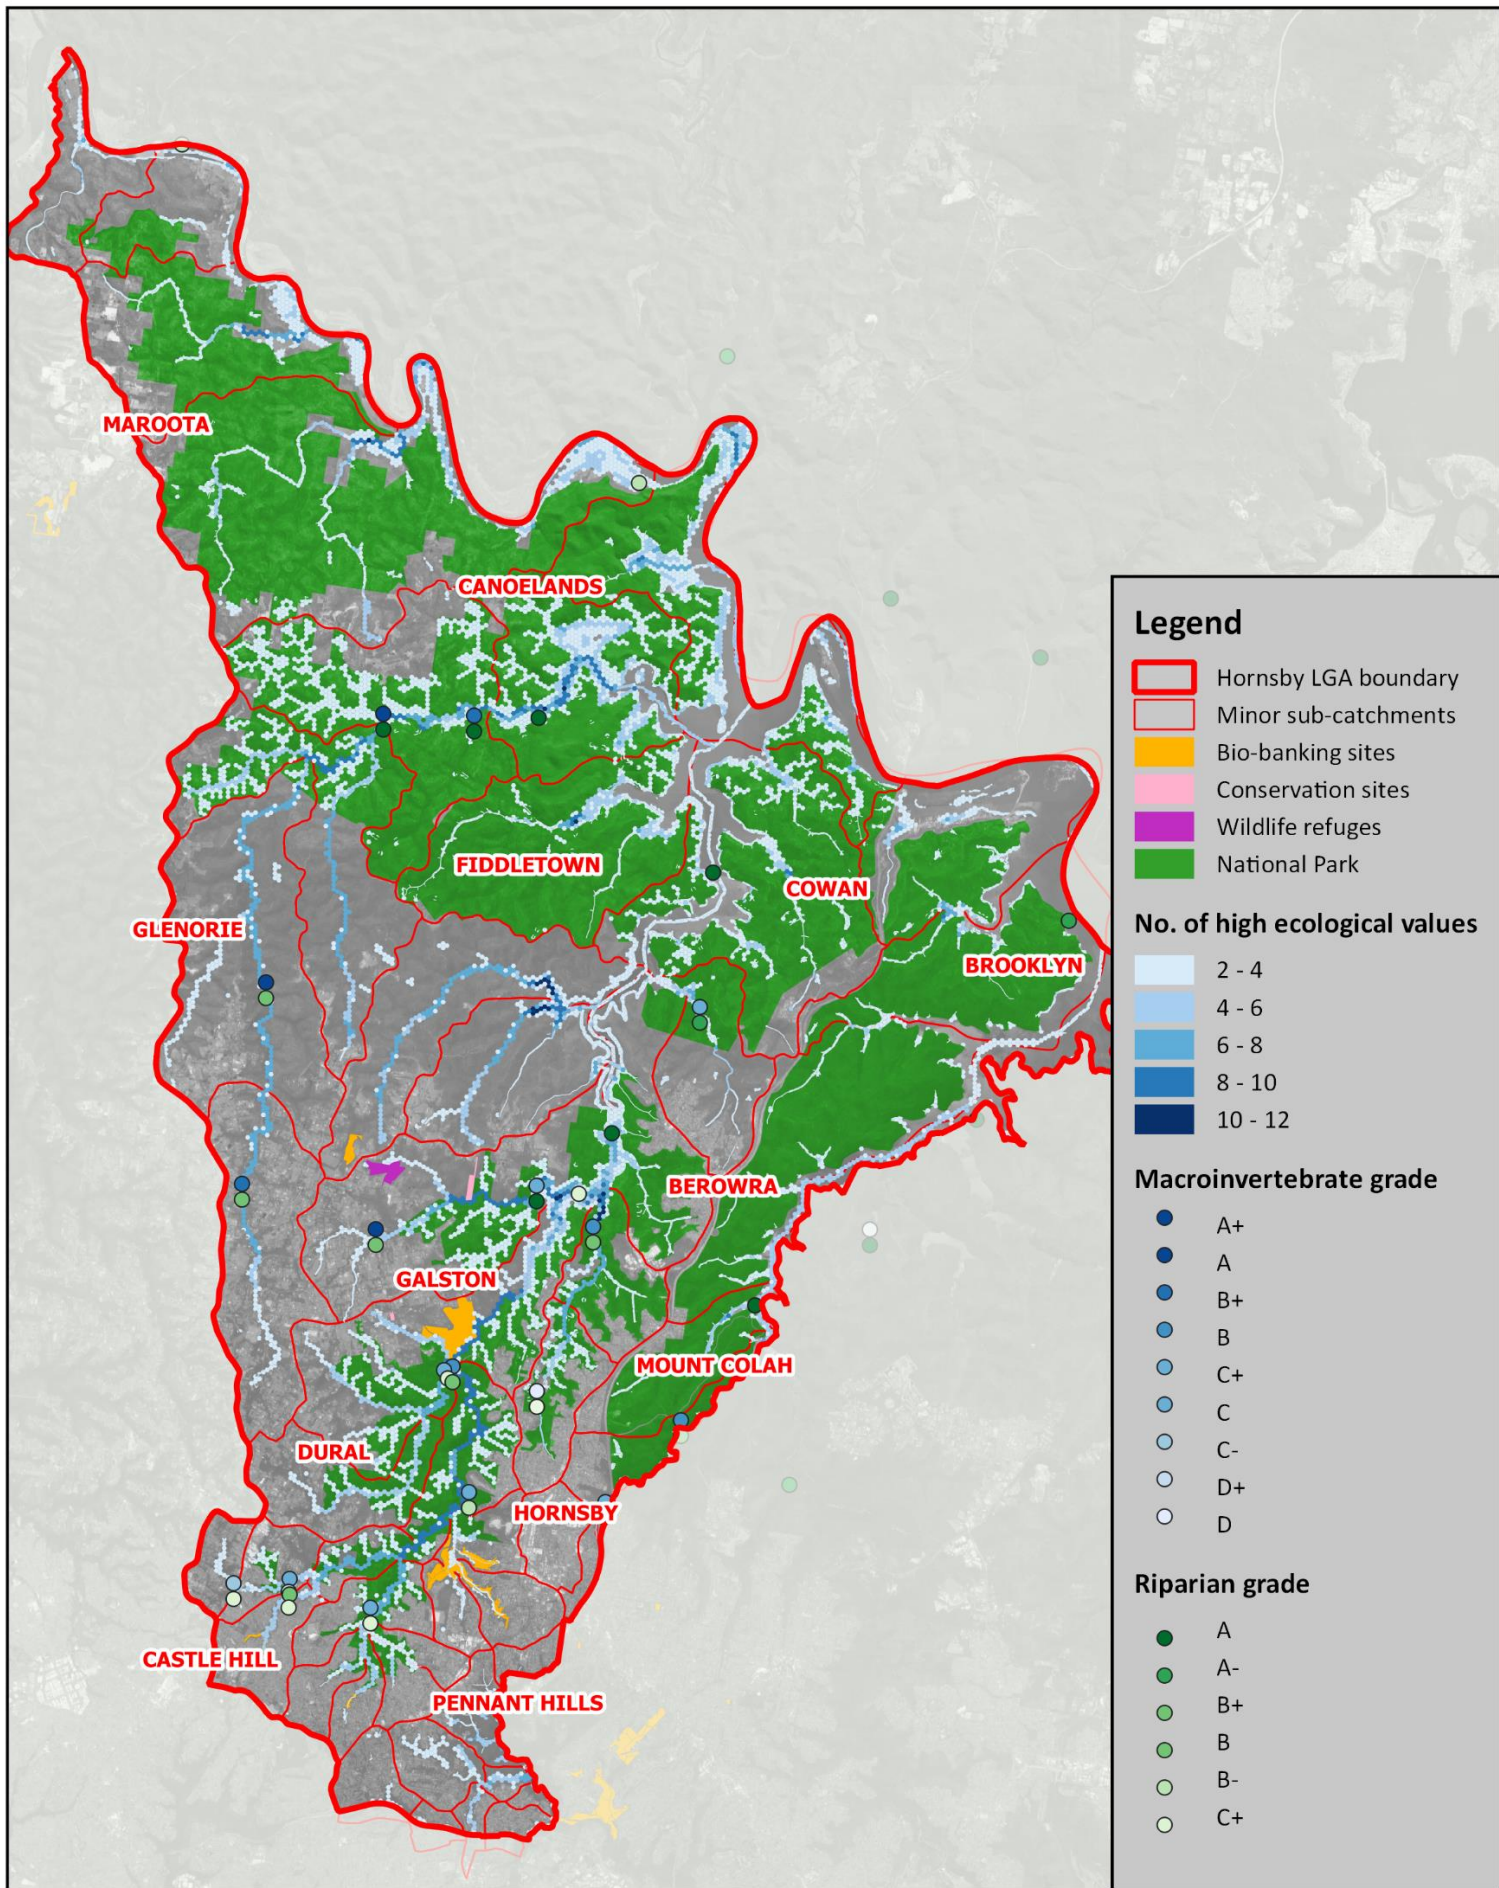 MAROOTA
CANOELANDS
FIDDLETOWN
COWAN
GLENORIE
BROOKLYN
BEROWRA
GALSTON
MOUNT COLAH
DURAL
HORNSBY
CASTLE HILL
PENNANT HILLS
Legend
Hornsby LGA boundary
Minor sub-catchments
Bio-banking sites
Conservation sites
Wildlife refuges
National Park
No. of high ecological values
2 - 4
4 - 6
6 - 8
8 - 10
10 - 12
Macroinvertebrate grade
A+
A
B+
B
C+
C
C-
D+
D
Riparian grade
A
A-
B+
B
B-
C+